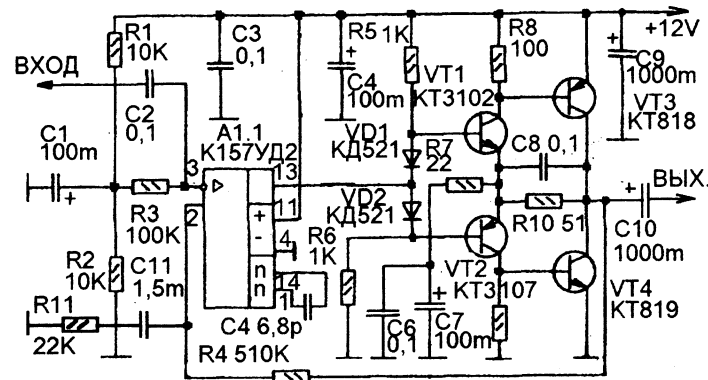 R1
10K
C3
0,1
R5 1K
C4
100m
R8
100
+12V
C9
1000m
ВХОД
C2
0,1
VT1
КТ3102
VT3
КТ818
C1
100m
A1.1
К157УД2
VD1
КД521
R7
22
C8 0,1
3
13
ВЫХ.
2
+
11
-
4
n
n
14
R3
100K
VD2
КД521
R6
1K
R10 51
C10
1000m
R2
10K
C11
1,5m
VT2
КТ3107
VT4
КТ819
R11
22K
C4 6,8p
C6
0,1
C7
100m
R4 510K